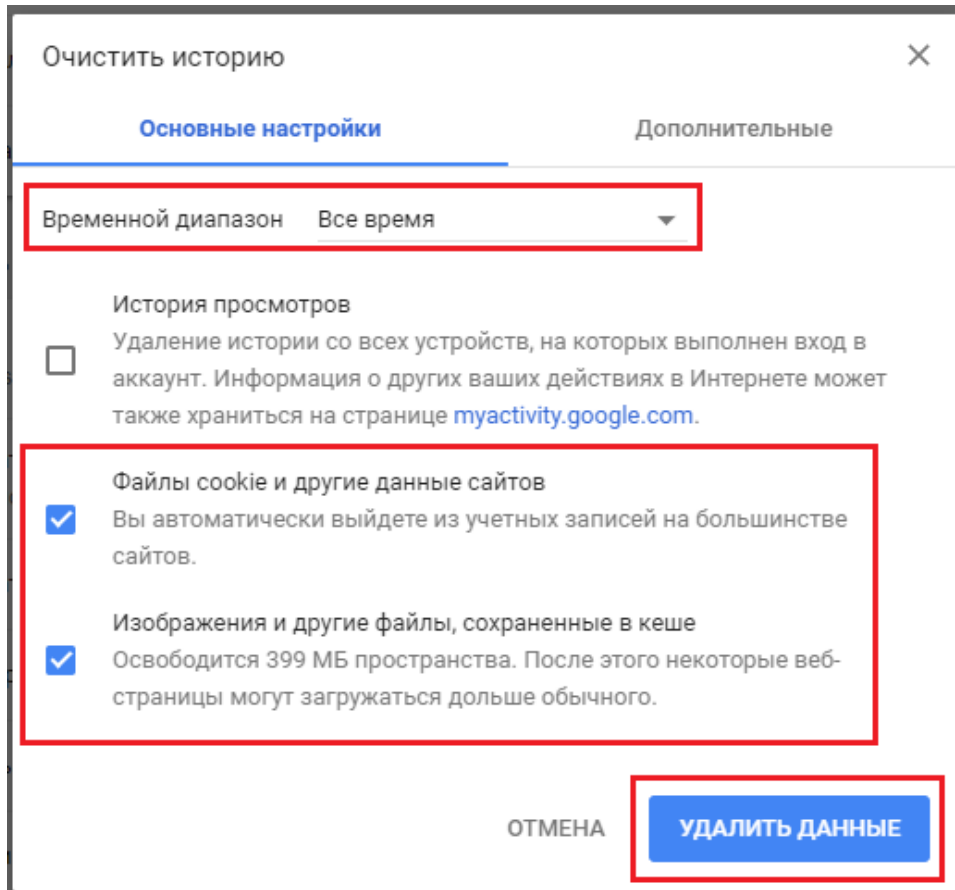 Очистить историю
Основные настройки
Дополнительные
Временной диапазон
Все время
История просмотров
Удаление истории со всех устройств, на которых выполнен вход в
аккаунт. Информация о других ваших действиях в Интернете может
также храниться на странице myactivity.google.com.
Файлы cookie и другие данные сайтов
Вы автоматически выйдете из учетных записей на большинстве
сайтов.
Изображения и другие файлы, сохраненные в кеше
Освободится 399 МБ пространства. После этого некоторые веб-
страницы могут загружаться дольше обычного.
ОТМЕНА
УДАЛИТЬ ДАННЫЕ